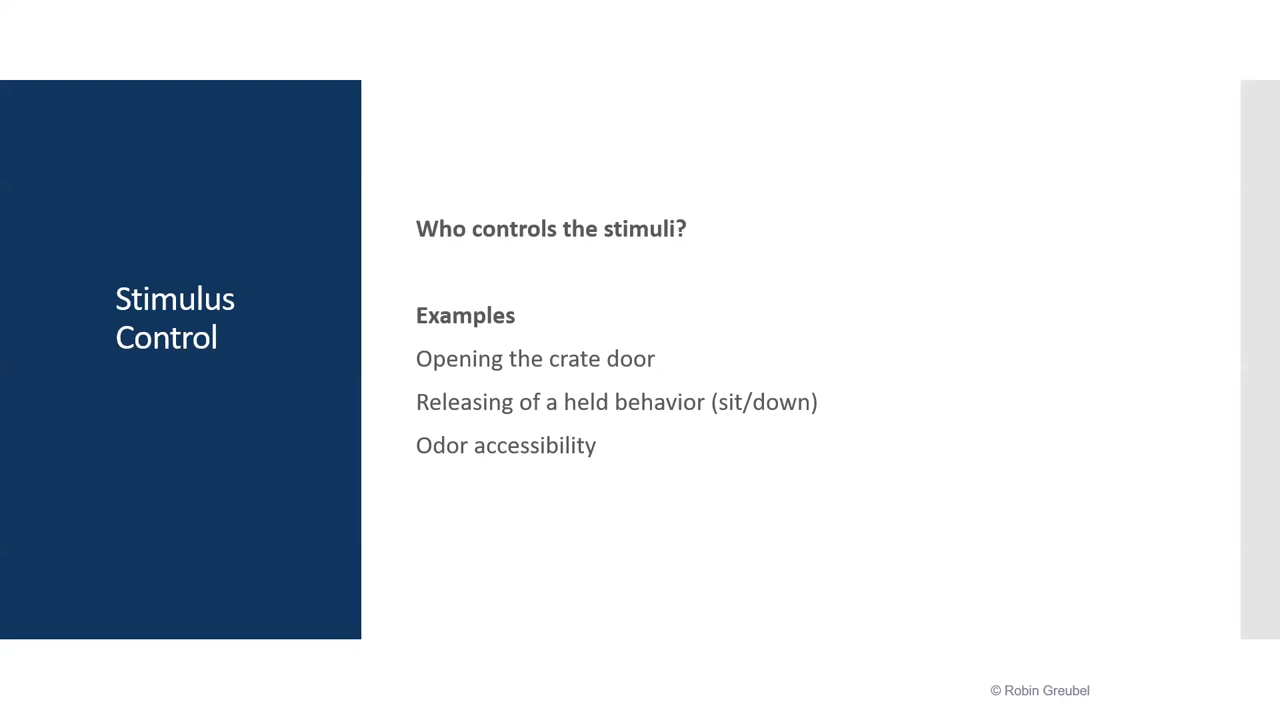 Stimulus
Control
Who controls the stimuli?
Examples
Opening the crate door
Releasing of a held behavior (sit/down)
Odor accessibility
© Robin Greubel